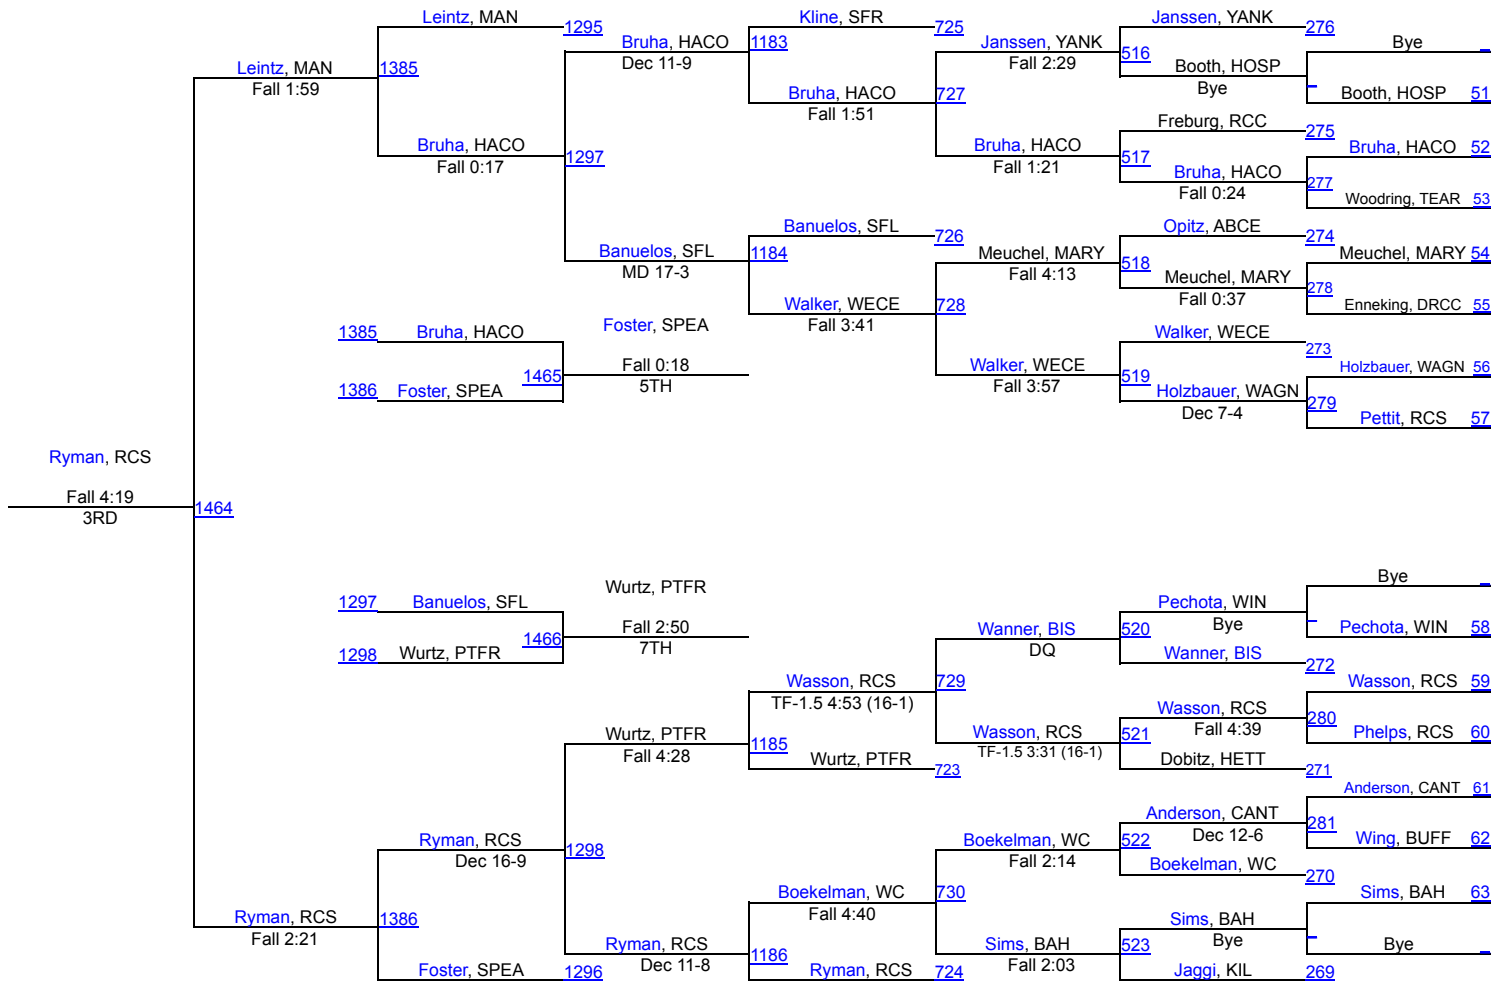 Leintz, MAN
1295
Kline, SFR
725
Janssen, YANK
276
Bruha, HACO
Dec 11-9
1183
Janssen, YANK
Fall 2:29
516
Bye
Leintz, MAN
Fall 1:59
1385
Booth, HOSP
Bye
Bruha, HACO
Fall 1:51
727
Booth, HOSP 51
Freburg, RCC
275
Bruha, HACO
Fall 0:17
1297
Bruha, HACO
Fall 1:21
517
Bruha, HACO 52
Bruha, HACO
Fall 0:24
277
Woodring, TEAR 53
Banuelos, SFL
726
Opitz, ABCE
274
Banuelos, SFL
MD 17-3
1184
Meuchel, MARY
Fall 4:13
518
Meuchel, MARY 54
Meuchel, MARY
Fall 0:37
278
Walker, WECE
Fall 3:41
728
Enneking, DRCC 55
1385 Bruha, HACO
Foster, SPEA
Walker, WECE
273
Fall 0:18
5TH
1465
Walker, WECE
Fall 3:57
519
Holzbauer, WAGN 56
1386 Foster, SPEA
Holzbauer, WAGN
Dec 7-4
279
Pettit, RCS 57
Ryman, RCS
Fall 4:19
3RD
1464
Bye
1297 Banuelos, SFL
Wurtz, PTFR
Pechota, WIN
Bye
Fall 2:50
7TH
1466
Wanner, BIS
DQ
520
Pechota, WIN 58
1298 Wurtz, PTFR
Wanner, BIS
272
Wasson, RCS
TF-1.5 4:53 (16-1)
729
Wasson, RCS 59
Wasson, RCS
Fall 4:39
280
Wurtz, PTFR
Fall 4:28
1185
Wasson, RCS
TF-1.5 3:31 (16-1)
521
Phelps, RCS 60
Wurtz, PTFR
723
Dobitz, HETT
271
Anderson, CANT 61
Anderson, CANT
Dec 12-6
281
Ryman, RCS
Dec 16-9
1298
Boekelman, WC
Fall 2:14
522
Wing, BUFF 62
Boekelman, WC
270
Boekelman, WC
Fall 4:40
730
Sims, BAH 63
Ryman, RCS
Fall 2:21
1386
Sims, BAH
Bye
Ryman, RCS
Dec 11-8
1186
Sims, BAH
Fall 2:03
523
Bye
Foster, SPEA
1296
Ryman, RCS
724
Jaggi, KIL
269